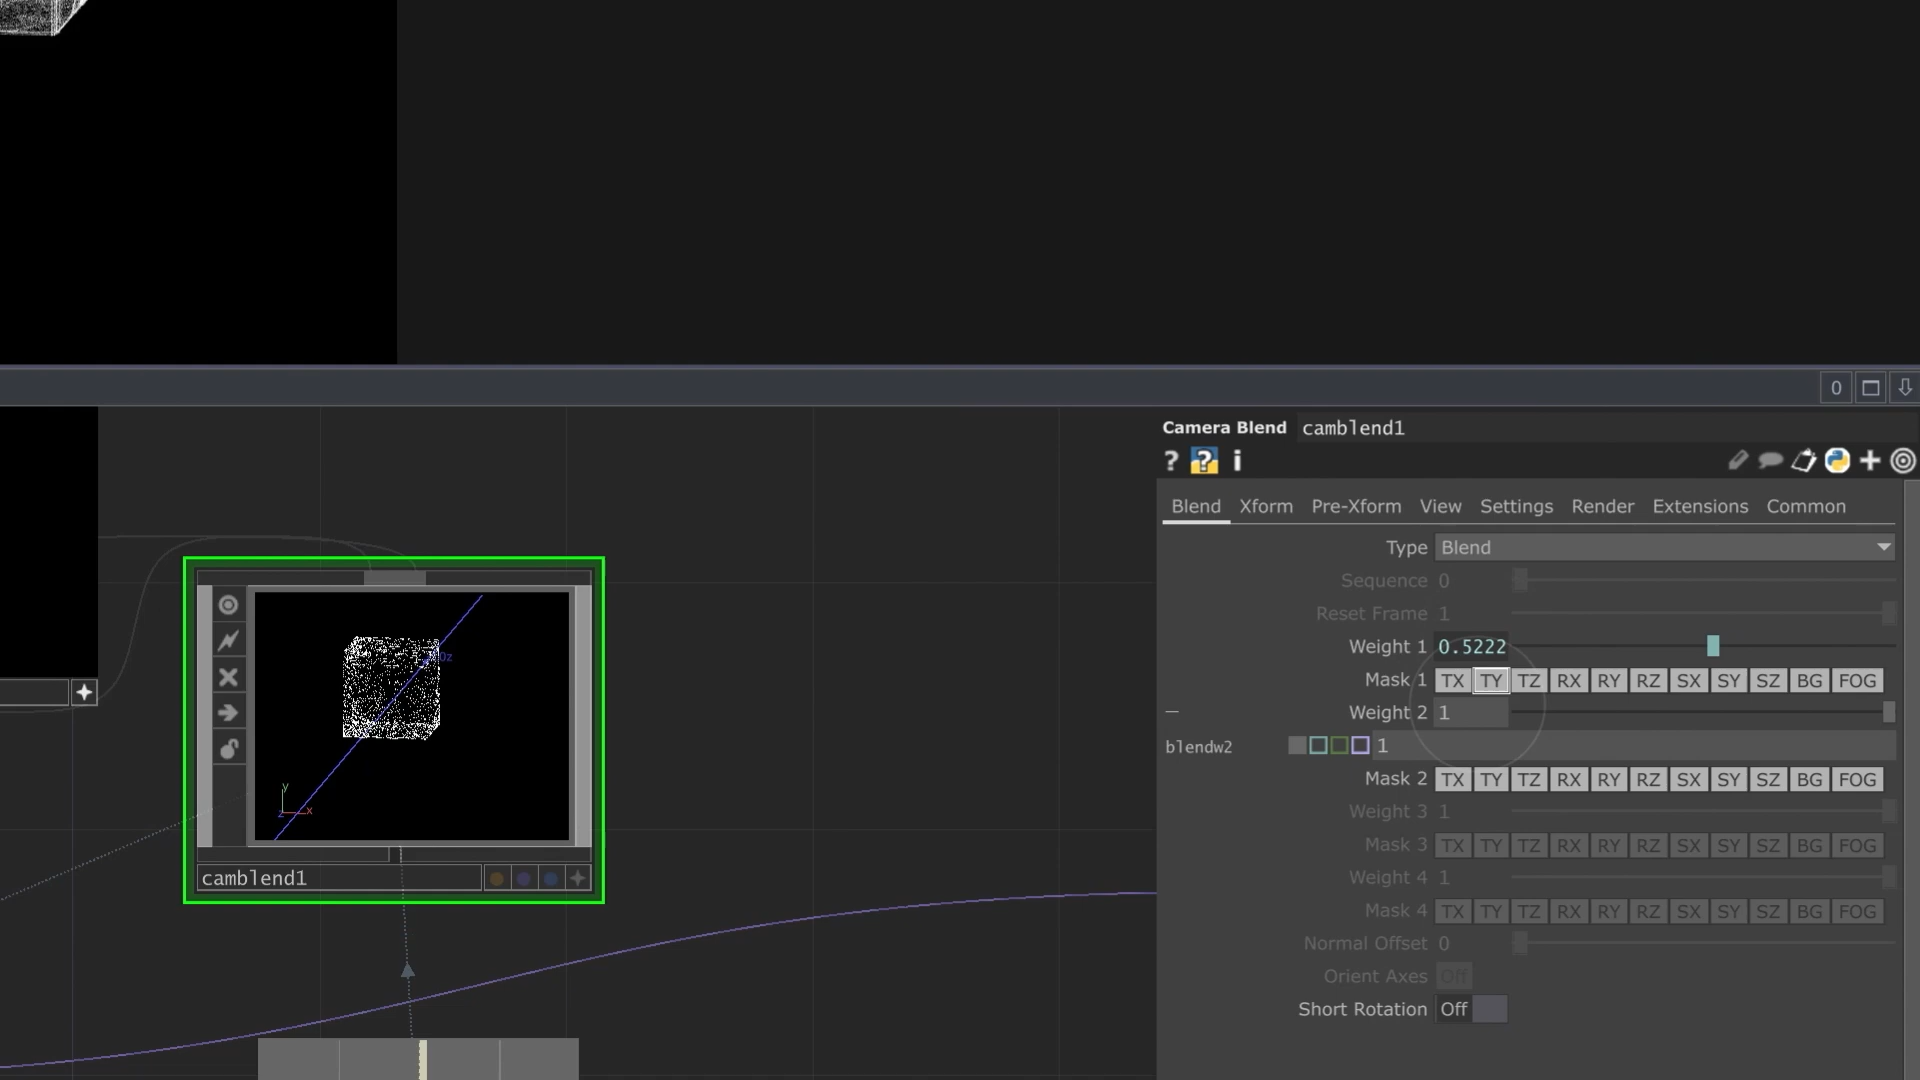 0
Camera Blend camblend1
? ? i
Blend Xform Pre-Xform View Settings Render Extensions Common
Type Blend
Sequence 0
Reset Frame 1
Weight 1 0.5222
Mask 1 TX TY TZ RX RY RZ SX SY SZ BG FOG
Weight 2 1
blendw2 1
Mask 2 TX TY TZ RX RY RZ SX SY SZ BG FOG
Weight 3 1
Mask 3 TX TY TZ RX RY RZ SX SY SZ BG FOG
Weight 4 1
Mask 4 TX TY TZ RX RY RZ SX SY SZ BG FOG
Normal Offset 0
Orient Axes Off
Short Rotation Off
y
z x
camblend1